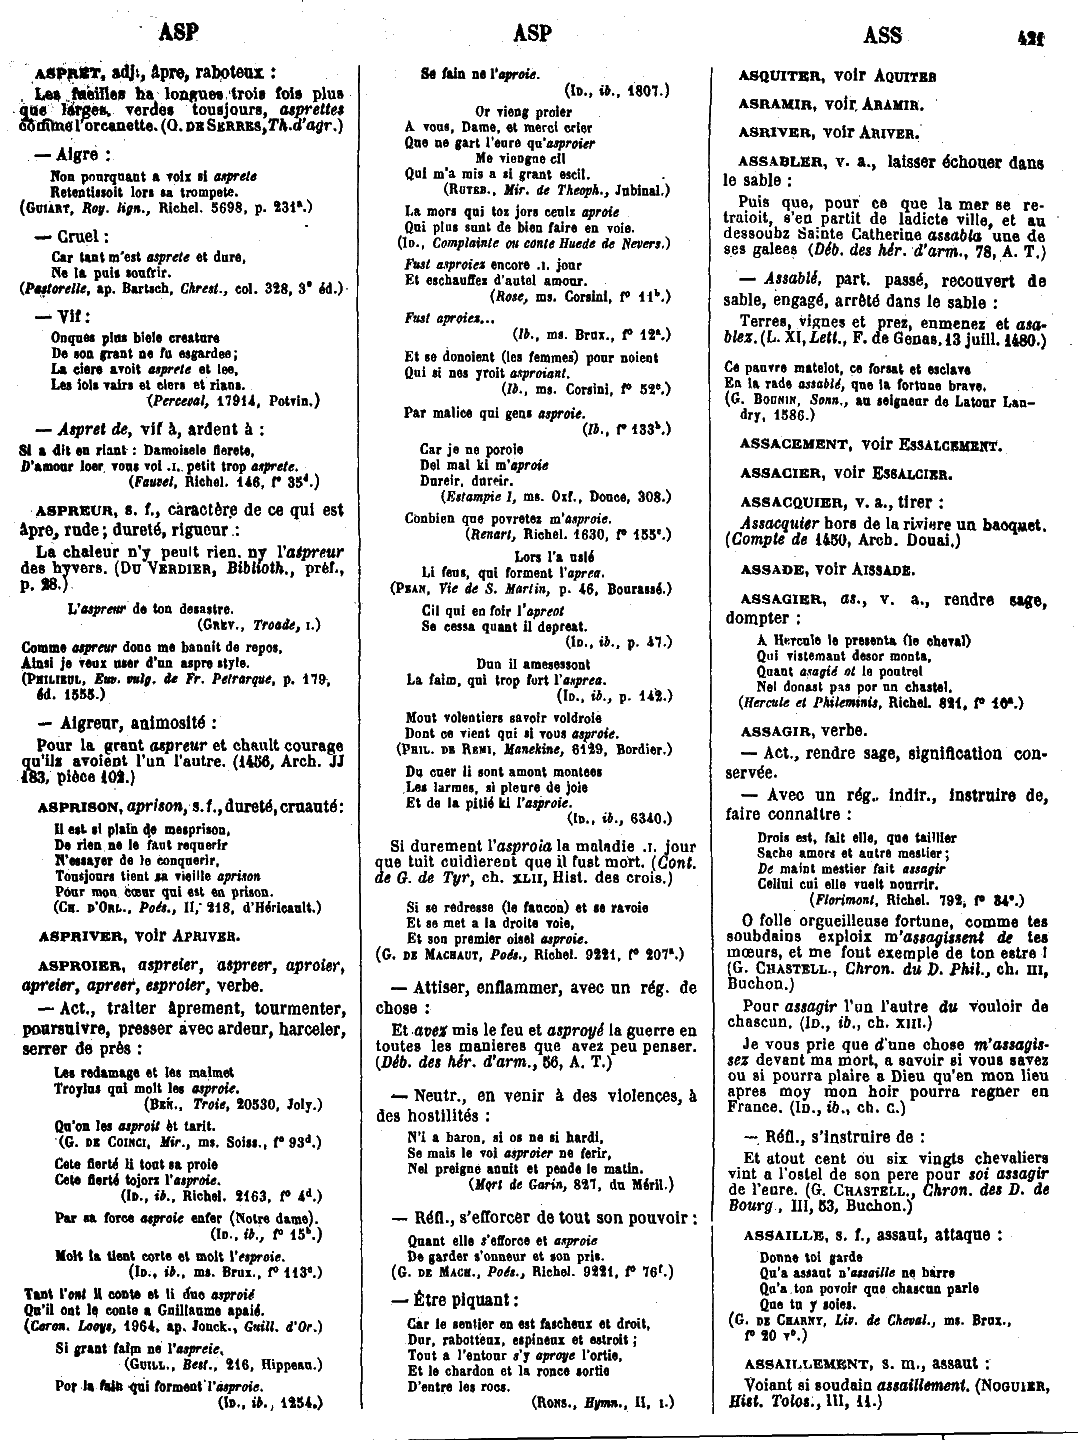 ASP
ASPRET, adj., âpre, raboteux :
Les fueilles ha longues trois fois plus
que larges, verdes tousjours, asprettes
comme l'orcanette. (O. DE SERRES, Th. d'agr.)
— Aigre :
Non pourquant a voix si asprete
Retentissoit lors sa trompete.
(GUIART, Roy. lign., Richel. 5698, p. 231ª.)
— Cruel :
Car tant m'est asprete et dure,
Ne la puis soufrir.
(Pastorelle, ap. Bartsch, Chrest., col. 328, 3ᵉ éd.)
— Vif :
Onques plus biele creature
De son grant ne fu esgardee ;
La ciere avoit asprete et lee,
Les iols vairs et clers et rians.
(Perceval, 17914, Potvin.)
— Aspret de, vif à, ardent à :
Si a dit en riant : Damoisele fierete,
D'amour loer vous voi .I. petit trop asprete.
(Fauvel, Richel. 146, fº 35ᵈ.)
ASPREUR, s. f., caractère de ce qui est
âpre, rude ; dureté, rigueur :
La chaleur n'y peult rien, ny l'aspreur
des hyvers. (DU VERDIER, Biblioth., préf.,
p. 28.)
L'aspreur de ton desastre.
(GREV., Troade, I.)
Comme aspreur donc me bannit de repos,
Ainsi je veux user d'un aspre style.
(PHILIEUL, Euv. vulg. de Fr. Petrarque, p. 179,
éd. 1555.)
— Aigreur, animosité :
Pour la grant aspreur et chault courage
qu'ilz avoient l'un l'autre. (1456, Arch. JJ
183, pièce 102.)
ASPRISON, aprison, s. f., dureté, cruauté :
Il est si plain de mesprison,
De rien ne le faut requerir
N'essayer de le conquerir,
Tousjours tient sa vieille aprison
Pour mon cœur qui est en prison.
(CH. D'ORL., Poés., II, 218, d'Héricault.)
ASPRIVER, voir APRIVER.
ASPROIER, aspreier, aspreer, aproier,
apreier, apreer, esproier, verbe.
— Act., traiter âprement, tourmenter,
poursuivre, presser avec ardeur, harceler,
serrer de près :
Les redamage et les malmet
Troylus qui molt les asproie.
(BEN., Troie, 20530, Joly.)
Qu'on les asproit et tarit.
(G. DE COINCI, Mir., ms. Soiss., fº 93ᵈ.)
Cete fierté li tout sa proie
Cete fierté tojorz l'asproie.
(ID., ib., Richel. 2163, fº 4ᵈ.)
Par sa force asproie enfer (Notre dame).
(ID., ib., fº 15ᵇ.)
Molt la tient corte et molt l'esproie.
(ID., ib., ms. Brux., fº 113ᵃ.)
Tant l'ont li conte et li duc asproié
Qu'il ont le conte a Guillaume apaié.
(Coron. Looys, 1964, ap. Jonck., Guill. d'Or.)
Si grant faim ne l'aspreie.
(GUILL., Best., 216, Hippeau.)
Por la fain qui forment l'asproie.
(ID., ib., 1254.)
ASP
Se fain ne l'aproie.
(ID., ib., 1807.)
Or vieng proier
A vous, Dame, et merci crier
Que ne gart l'eure qu'asproier
Me viengne cil
Qui m'a mis a si grant escil.
(RUTEB., Mir. de Theoph., Jubinal.)
La mors qui toz jors ceulz aproie
Qui plus sunt de bien faire en voie.
(ID., Complainte ou conte Huede de Nevers.)
Fust asproiez encore .I. jour
Et eschauffez d'autel amour.
(Rose, ms. Corsini, fº 11ᵇ.)
Fust aproiez...
(Ib., ms. Brux., fº 12ᵃ.)
Et se donoient (les femmes) pour noient
Qui si nes yroit asproiant.
(Ib., ms. Corsini, fº 52ᵃ.)
Par malice qui gens asproie.
(Ib., fº 133ᵇ.)
Car je ne poroie
Del mal ki m'aproie
Dureir, dureir.
(Estampie I, ms. Oxf., Douce, 308.)
Conbien que povretez m'asproie.
(Renart, Richel. 1630, fº 155ᵉ.)
Lors l'a uslé
Li feus, qui forment l'aprea.
(PEAN, Vie de S. Martin, p. 46, Bourassé.)
Cil qui en foir l'apreot
Se cessa quant il depreat.
(ID., ib., p. 47.)
Dun il amesessont
La faim, qui trop fort l'asprea.
(ID., ib., p. 142.)
Mout volentiers savoir voldroie
Dont ce vient qui si vous asproie.
(PHIL. DE REMI, Manekine, 6129, Bordier.)
Du cuer li sont amont montees
Les larmes, si pleure de joie
Et de la pitié ki l'asproie.
(ID., ib., 6340.)
Si durement l'asproia la maladie .I. jour
que tuit cuidierent que il fust mort. (Cont.
de G. de Tyr, ch. XLII, Hist. des crois.)
Si se redresse (le faucon) et se ravoie
Et se met a la droite voie,
Et son premier oisel asproie.
(G. DE MACHAUT, Poés., Richel. 9221, fº 207ᵃ.)
— Attiser, enflammer, avec un rég. de
chose :
Et avez mis le feu et asproyé la guerre en
toutes les manieres que avez peu penser.
(Déb. des hér. d'arm., 56, A. T.)
— Neutr., en venir à des violences, à
des hostilités :
N'i a baron, si os ne si hardi,
Se mais le voi asproier ne ferir,
Nel preigne anuit et pende le matin.
(Mort de Garin, 827, du Méril.)
— Réfl., s'efforcer de tout son pouvoir :
Quant elle s'efforce et asproie
De garder s'onneur et son pris.
(G. DE MACH., Poés., Richel. 9221, fº 76ᶠ.)
— Être piquant :
Car le sentier en est fascheux et droit,
Dur, rabotteux, espineux et estroit ;
Tout a l'entour s'y aproye l'ortie,
Et le chardon et la ronce sortie
D'entre les rocs.
(RONS., Hymn., II, I.)
ASS 421
ASQUITER, voir AQUITER
ASRAMIR, voir ARAMIR.
ASRIVER, voir ARIVER.
ASSABLER, v. a., laisser échouer dans
le sable :
Puis que, pour ce que la mer se re-
traioit, s'en partit de ladicte ville, et au
dessoubz Sainte Catherine assabla une de
ses galees (Déb. des hér. d'arm., 78, A. T.)
— Assablé, part. passé, recouvert de
sable, engagé, arrêté dans le sable :
Terres, vignes et prez, enmenez et asa-
blez. (L. XI, Lett., F. de Genas, 13 juill. 1480.)
Ce pauvre matelot, ce forsat et esclave
En la rade assablé, que la fortune brave.
(G. BOUNIN, Sonn., au seigneur de Latour Lan-
dry, 1586.)
ASSACEMENT, voir ESSALCEMENT.
ASSACIER, voir ESSALCIER.
ASSACQUIER, v. a., tirer :
Assacquier hors de la riviere un bacquet.
(Compte de 1450, Arch. Douai.)
ASSADE, voir AISSADE.
ASSAGIER, as., v. a., rendre sage,
dompter :
A Hercule le presenta (le cheval)
Qui vistemant desor monta,
Quant asagié ot le poutrel
Nel donast pas por un chastel.
(Hercule et Phileminis, Richel. 821, fº 10ᵃ.)
ASSAGIR, verbe.
— Act., rendre sage, signification con-
servée.
— Avec un rég. indir., instruire de,
faire connaitre :
Drois est, fait elle, que taillier
Sache amors et autre mestier ;
De maint mestier fait assagir
Celui cui elle vuelt nourrir.
(Florimont, Richel. 792, fº 34ᵃ.)
O folle orgueilleuse fortune, comme tes
soubdains exploix m'assagissent de tes
mœurs, et me font exemple de ton estre !
(G. CHASTELL., Chron. du D. Phil., ch. III,
Buchon.)
Pour assagir l'un l'autre du vouloir de
chascun. (ID., ib., ch. XIII.)
Je vous prie que d'une chose m'assagis-
sez devant ma mort, a savoir si vous savez
ou si pourra plaire a Dieu qu'en mon lieu
apres moy mon hoir pourra regner en
France. (ID., ib., ch. C.)
— Réfl., s'instruire de :
Et atout cent ou six vingts chevaliers
vint a l'ostel de son pere pour soi assagir
de l'eure. (G. CHASTELL., Chron. des D. de
Bourg., III, 53, Buchon.)
ASSAILLE, s. f., assaut, attaque :
Donne toi garde
Qu'a assaut n'assaille ne barre
Qu'a ton povoir que chascun parle
Que tu y soies.
(G. DE CHARNY, Liv. de Cheval., ms. Brux.,
fº 20 vº.)
ASSAILLEMENT, s. m., assaut :
Voiant si soudain assaillement. (NOGUIER,
Hist. Tolos., III, 11.)